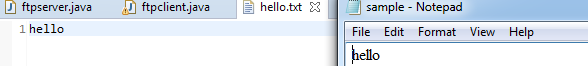 ftpserver.java ftpclient.java hello.txt
1 hello
sample - Notepad
File Edit Format View Help
hello